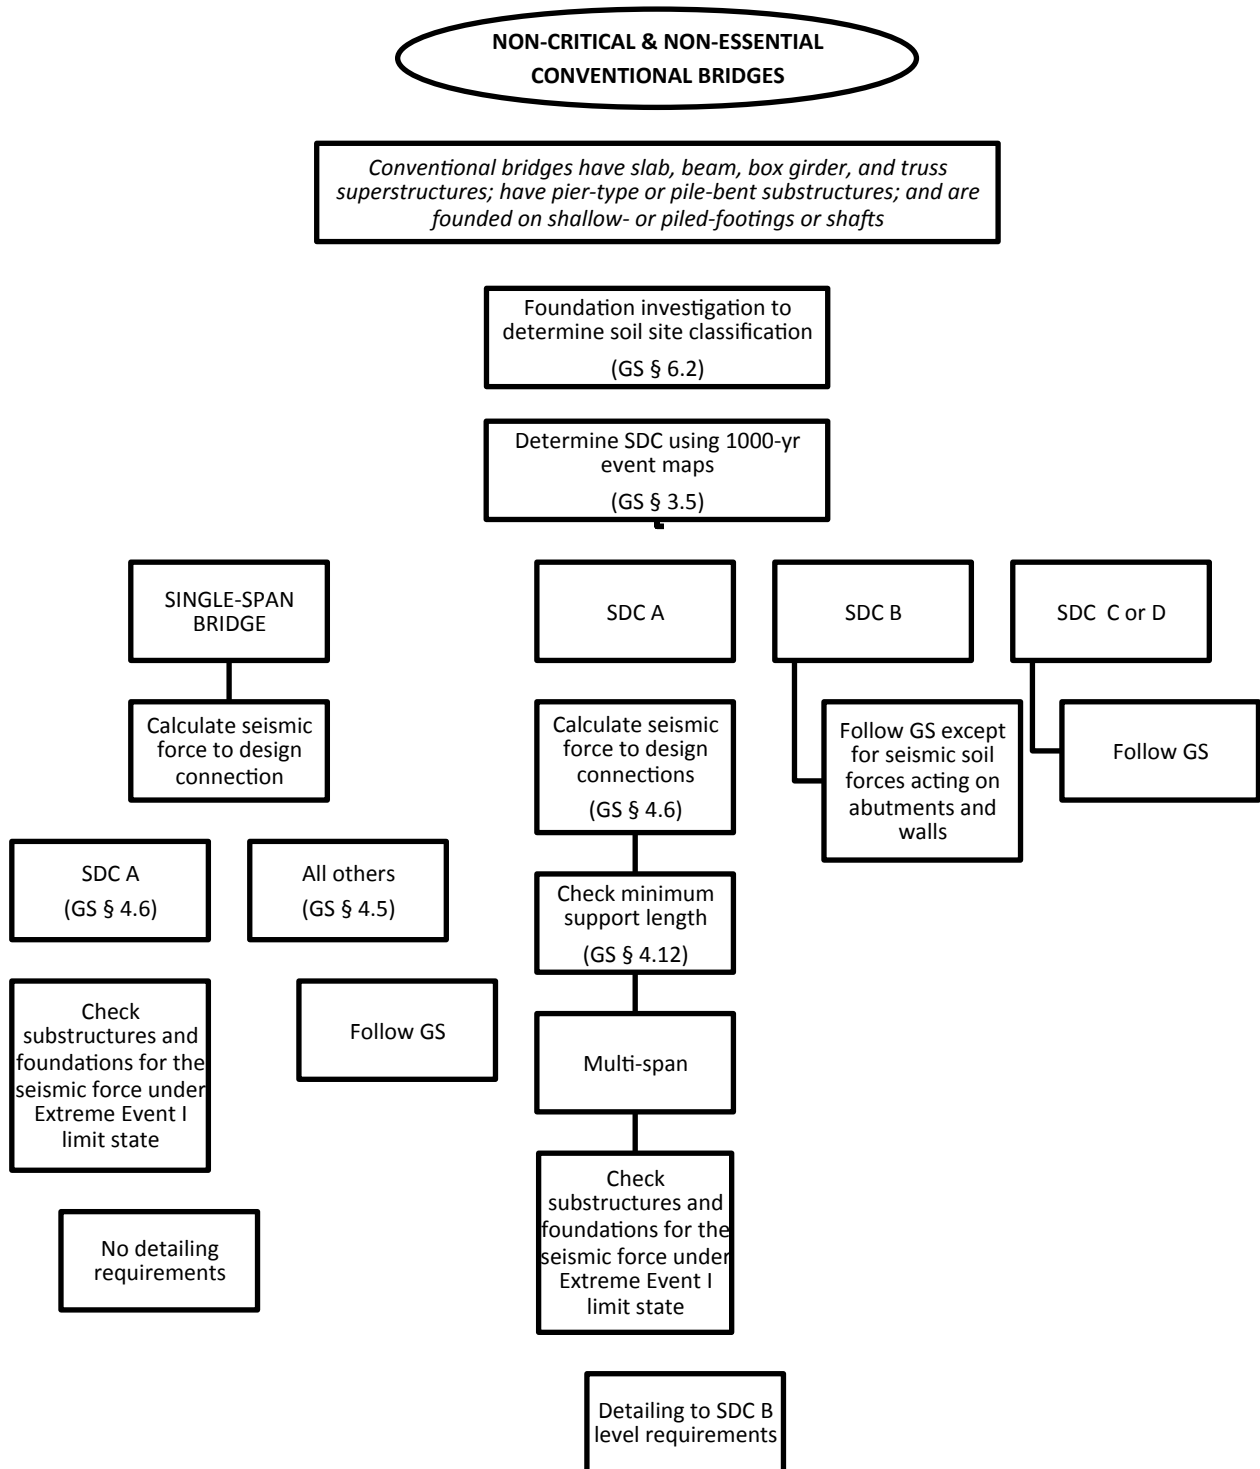 NON-CRITICAL & NON-ESSENTIAL
CONVENTIONAL BRIDGES
Conventional bridges have slab, beam, box girder, and truss
superstructures; have pier-type or pile-bent substructures; and are
founded on shallow- or piled-footings or shafts
Foundation investigation to
determine soil site classification
(GS § 6.2)
Determine SDC using 1000-yr
event maps
(GS § 3.5)
SINGLE-SPAN
BRIDGE
Calculate seismic
force to design
connection
SDC A
(GS § 4.6)
Check
substructures and
foundations for the
seismic force under
Extreme Event I
limit state
No detailing
requirements
All others
(GS § 4.5)
Follow GS
SDC A
Calculate seismic
force to design
connections
(GS § 4.6)
Check minimum
support length
(GS § 4.12)
Multi-span
Check
substructures and
foundations for the
seismic force under
Extreme Event I
limit state
Detailing to SDC B
level requirements
SDC B
Follow GS except
for seismic soil
forces acting on
abutments and
walls
SDC C or D
Follow GS